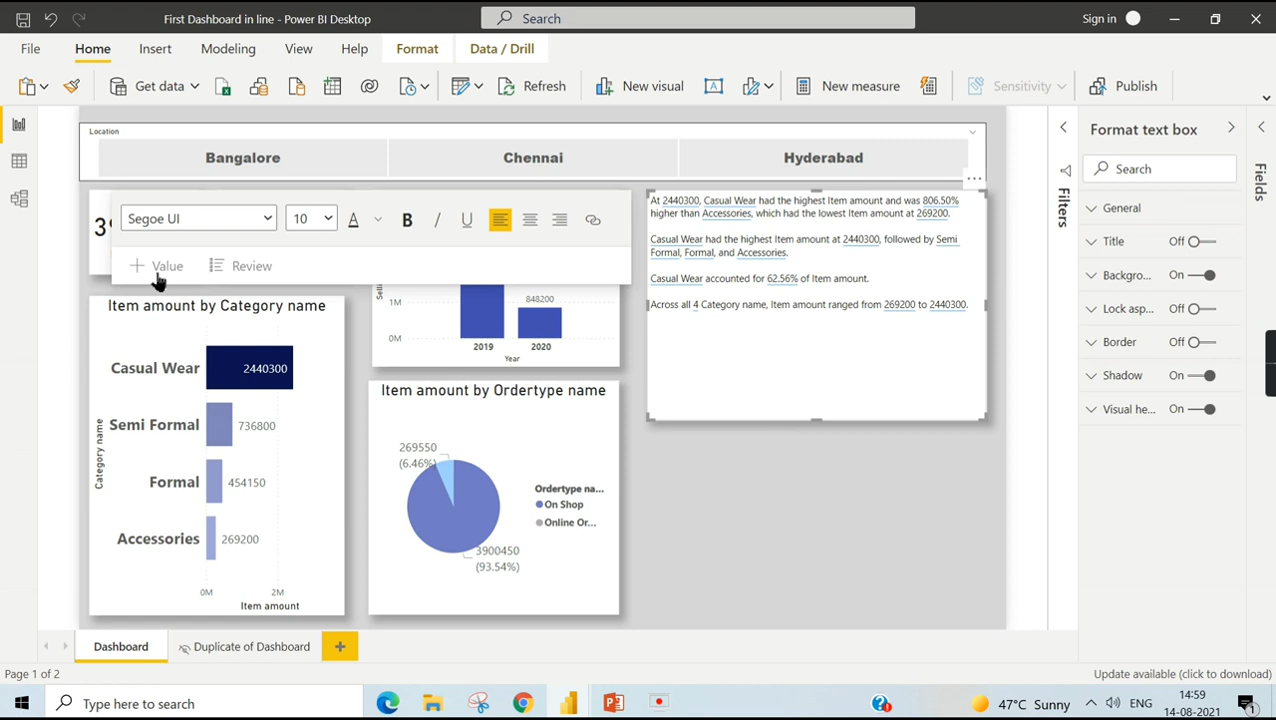 First Dashboard in line - Power BI Desktop
Search
Sign in
File
Home
Insert
Modeling
View
Help
Format
Data / Drill
Get data
Refresh
New visual
New measure
Sensitivity
Publish
Location
Bangalore
Chennai
Hyderabad
Segoe UI
10
A
B
I
U
Value
Review
At 2440300, Casual Wear had the highest Item amount and was 806.50%
higher than Accessories, which had the lowest Item amount at 269200.
Casual Wear had the highest Item amount at 2440300, followed by Semi
Formal, Formal, and Accessories.
Casual Wear accounted for 62.56% of Item amount.
Across all 4 Category name, Item amount ranged from 269200 to 2440300.
Item amount by Category name
Category name
Casual Wear
2440300
Semi Formal
736800
Formal
454150
Accessories
269200
0M
2M
Item amount
1M
0M
848200
2019
2020
Year
Item amount by Ordertype name
269550
(6.46%)
3900450
(93.54%)
Ordertype na...
On Shop
Online Or...
Filters
Format text box
Search
General
Title
Off
Backgro...
On
Lock asp...
Off
Border
Off
Shadow
On
Visual he...
On
Fields
Dashboard
Duplicate of Dashboard
Page 1 of 2
Update available (click to download)
Type here to search
47°C Sunny
ENG
14:59
14-08-2021
1